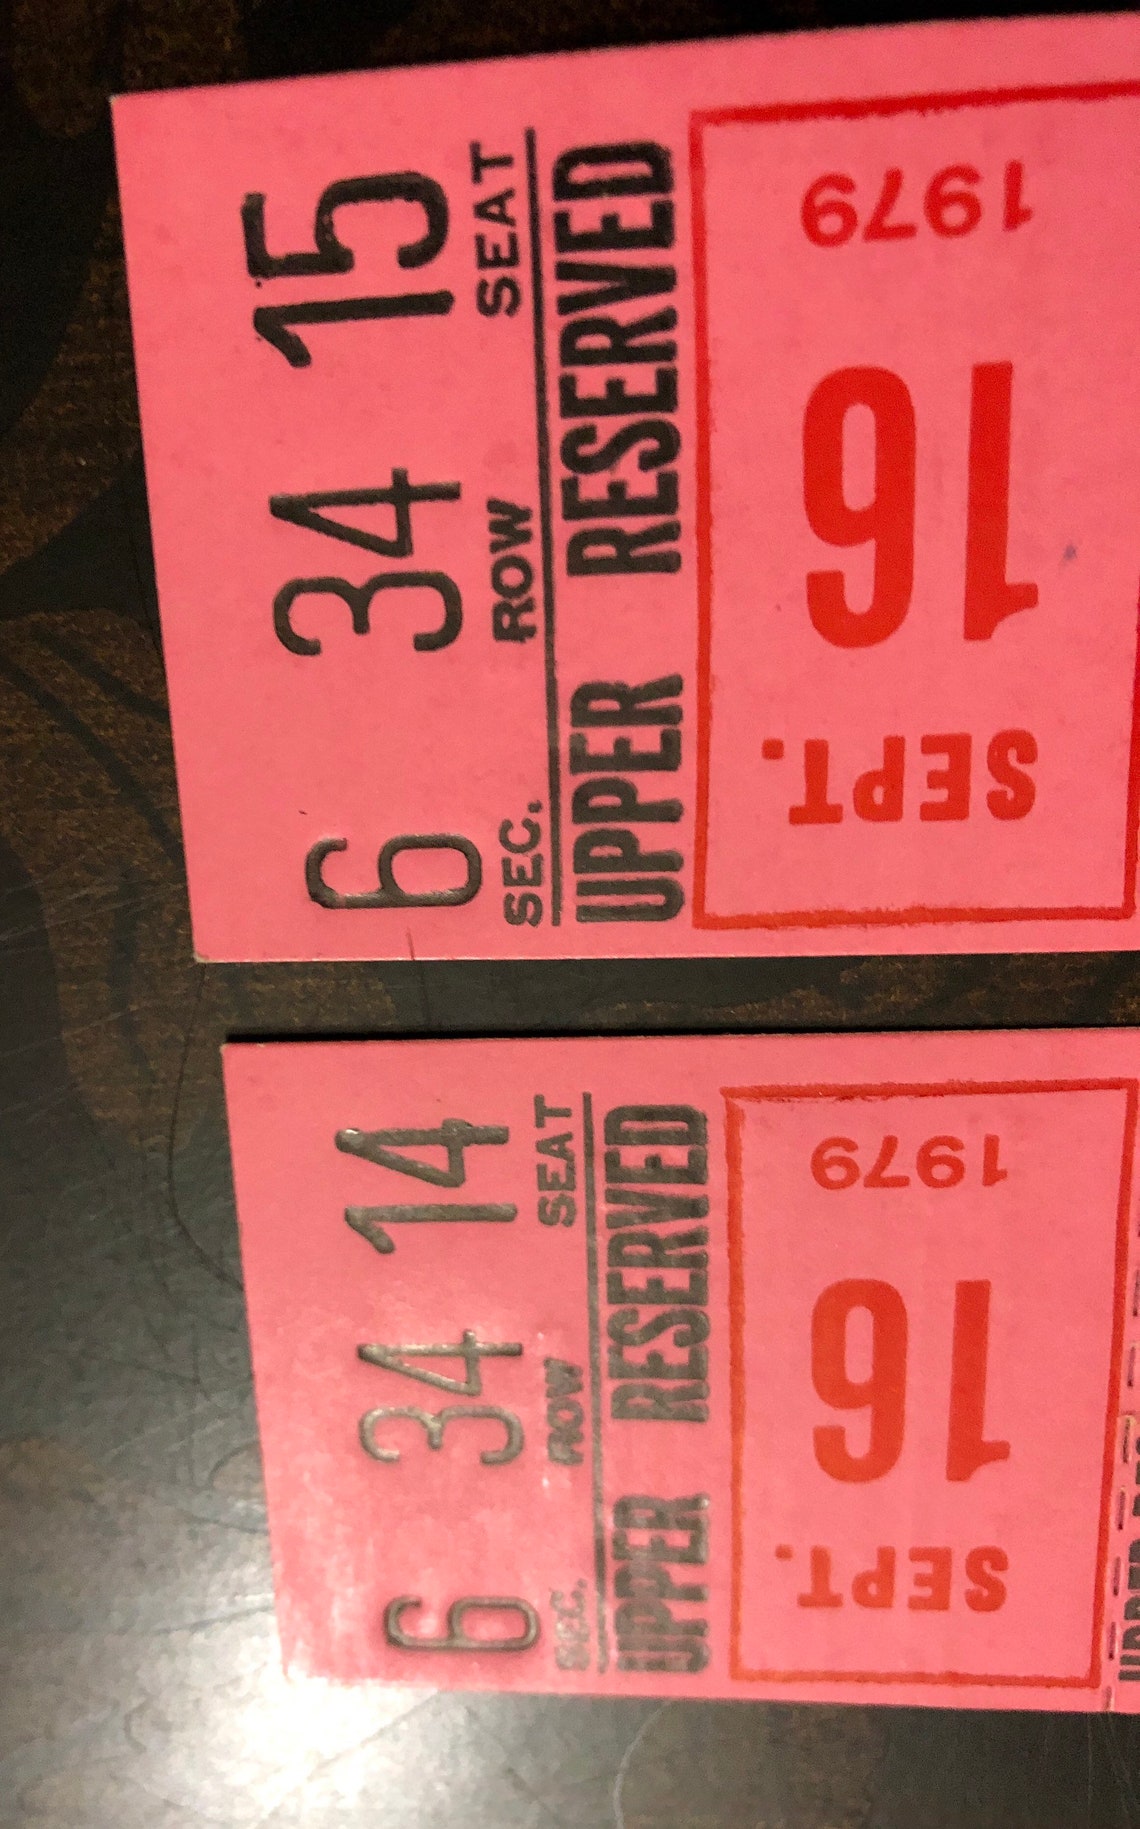 6 34 15
SEC. ROW SEAT
UPPER RESERVED
SEPT. 16 1979
6 34 14
SEC. ROW SEAT
UPPER RESERVED
SEPT. 16 1979
UPPER